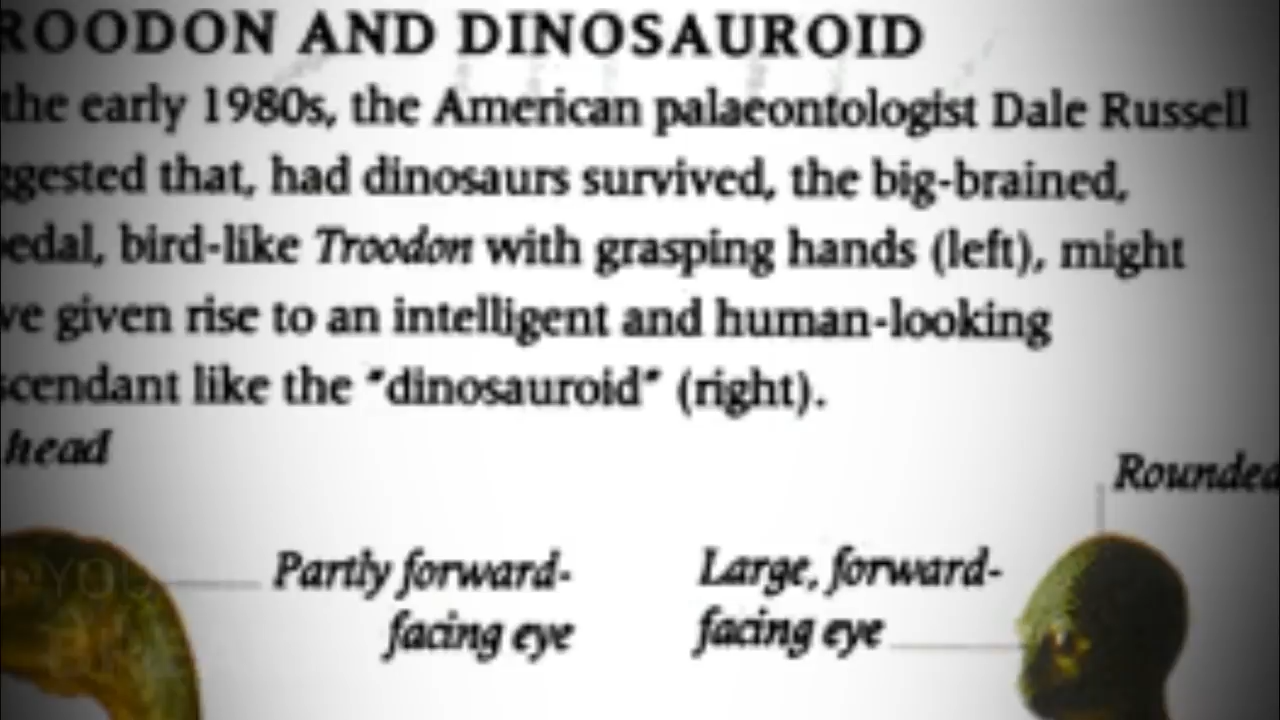 ROODON AND DINOSAUROID
the early 1980s, the American palaeontologist Dale Russell
ggested that, had dinosaurs survived, the big-brained,
pedal, bird-like Troodon with grasping hands (left), might
ve given rise to an intelligent and human-looking
scendant like the "dinosauroid" (right).
head
Rounded
Partly forward-
facing eye
Large, forward-
facing eye
YOU